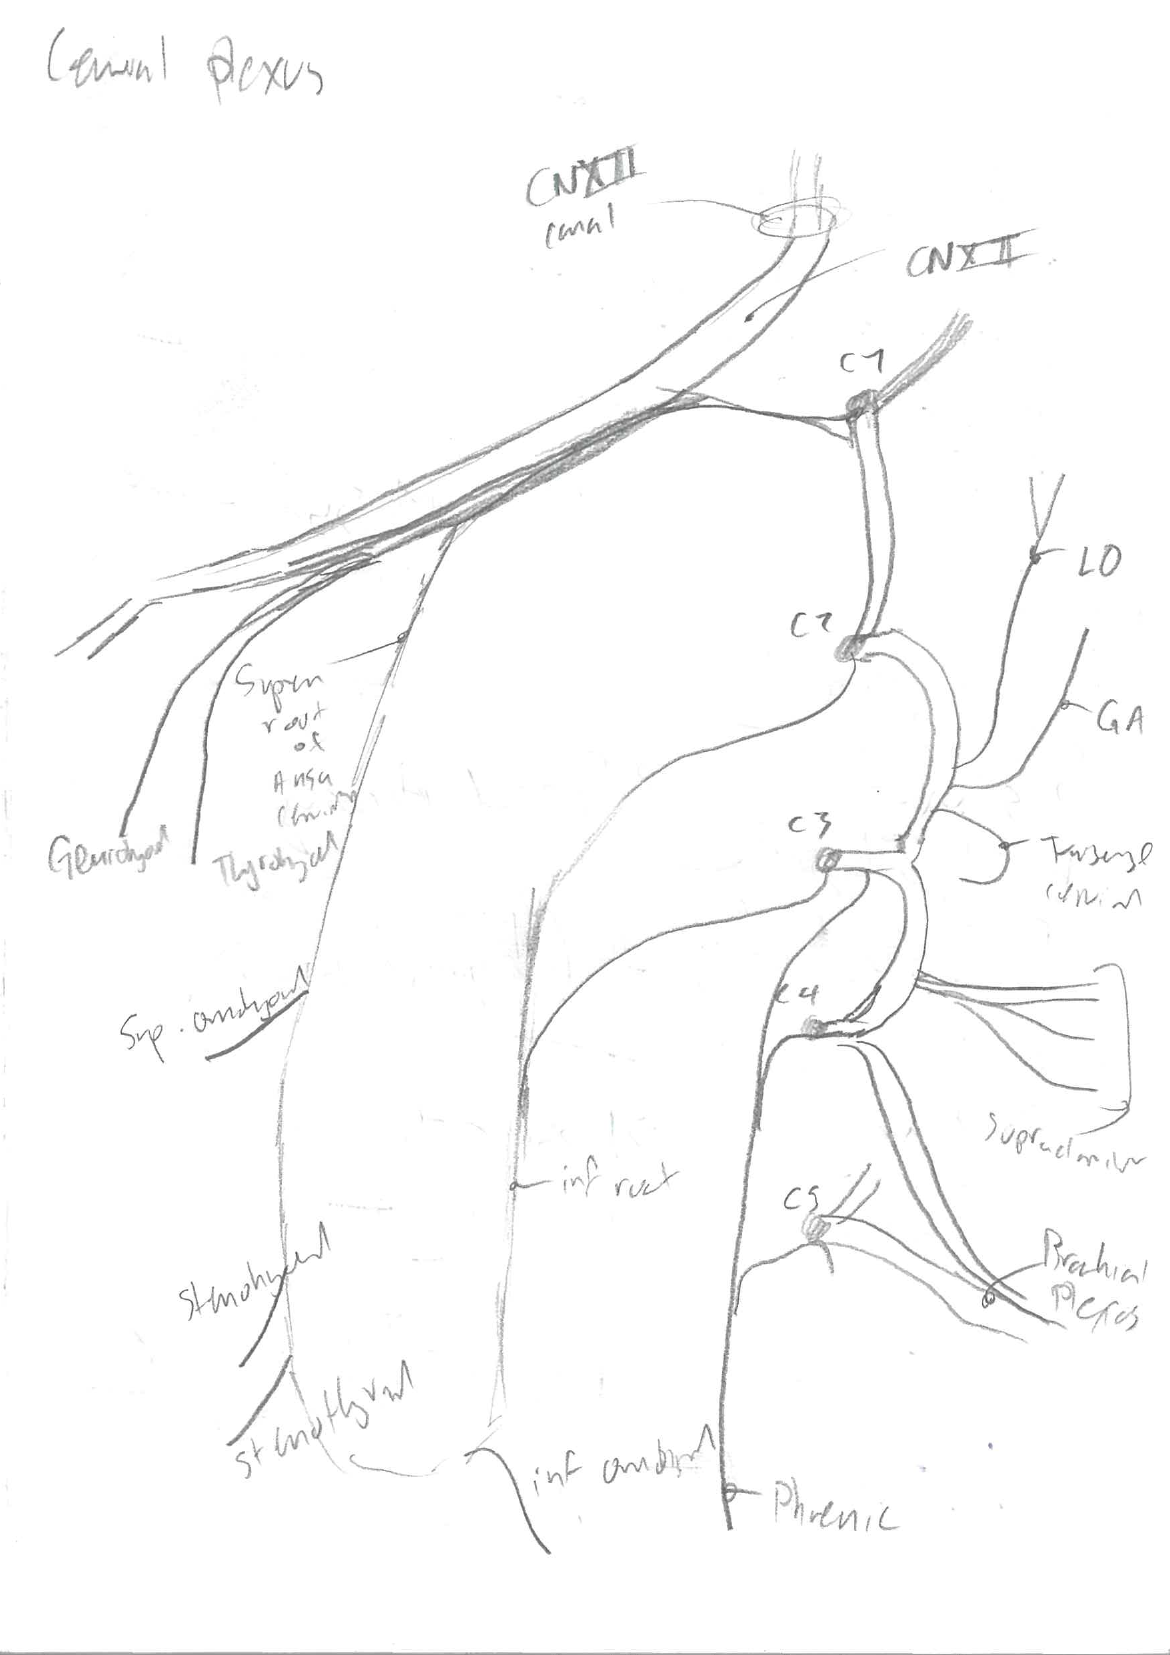 Cervical Plexus
CNXII
canal
CNXII
C1
LO
C2
GA
Superior
root
of
Ansa
Cervicalis
C3
Geniohyoid
Thyrohyoid
Transverse
cervical
C4
Sup. omohyoid
Supraclavicular
inf root
C5
Brachial
Plexus
Sternohyoid
Sternothyroid
inf omohyoid
Phrenic